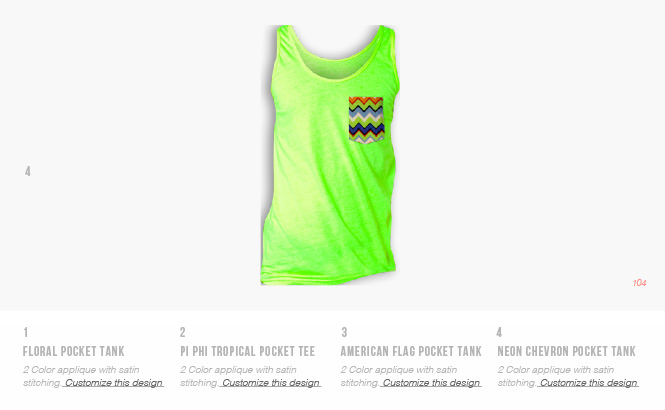 4
104
1
FLORAL POCKET TANK
2 Color applique with satin
stitching. Customize this design
2
PI PHI TROPICAL POCKET TEE
2 Color applique with satin
stitching. Customize this design
3
AMERICAN FLAG POCKET TANK
2 Color applique with satin
stitching. Customize this design
4
NEON CHEVRON POCKET TANK
2 Color applique with satin
stitching. Customize this design